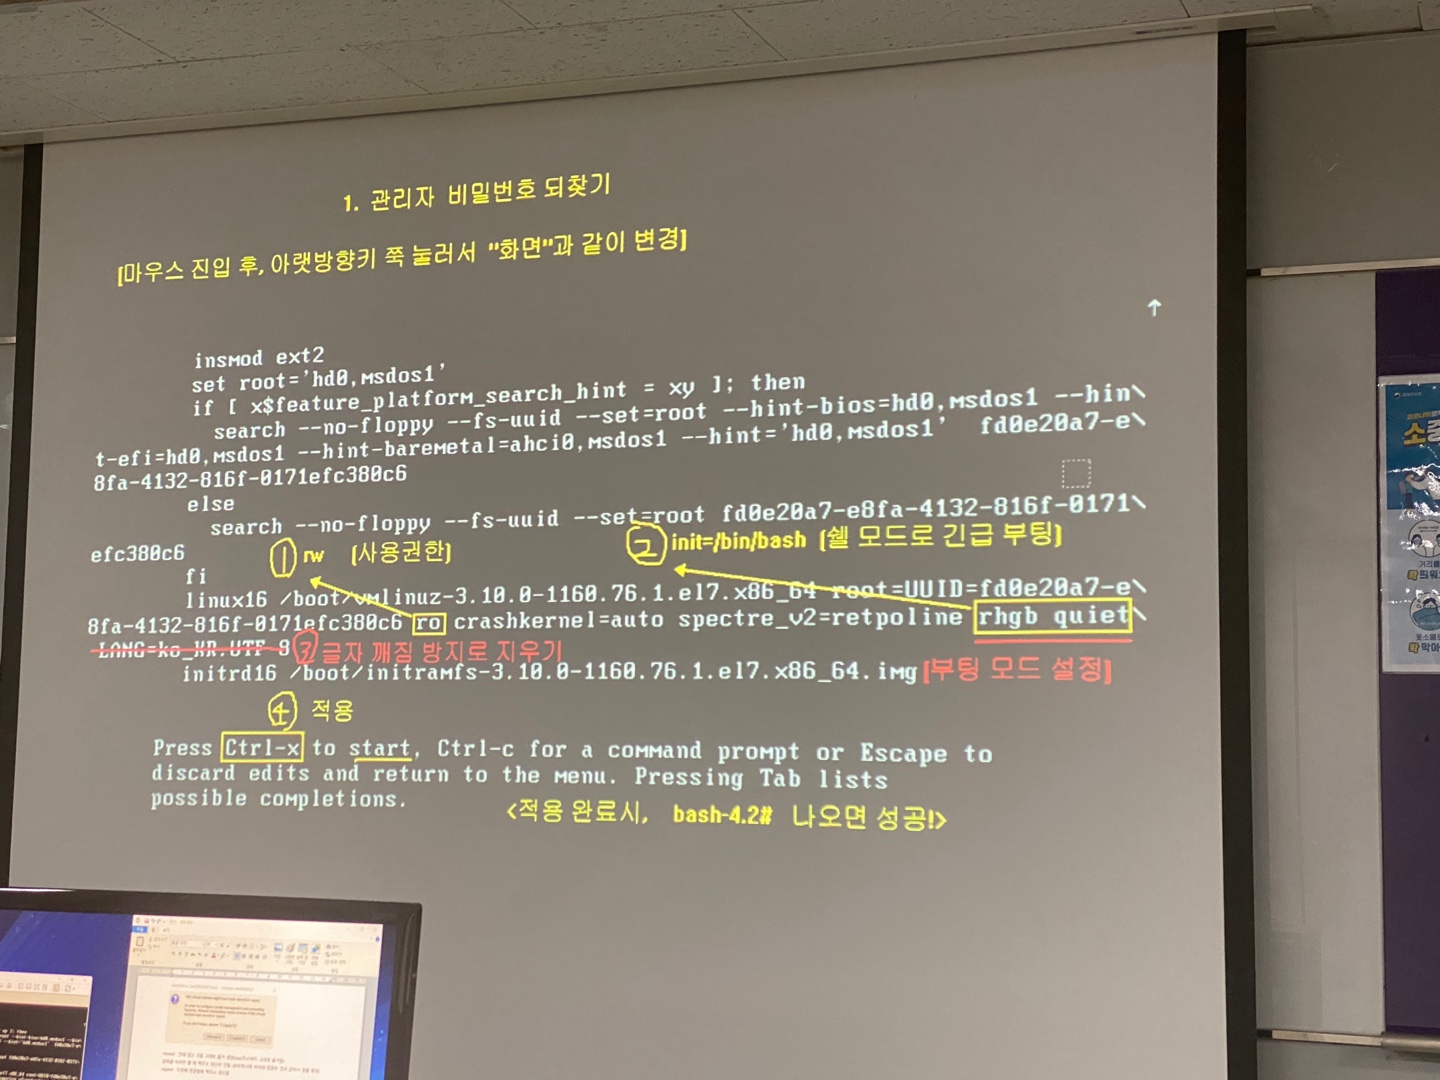 1. 관리자 비밀번호 되찾기
[마우스 진입 후, 아랫방향키 쭉 눌러서 "화면"과 같이 변경]
↑
insmod ext2
set root='hd0,msdos1'
if [ x$feature_platform_search_hint = xy ]; then
search --no-floppy --fs-uuid --set=root --hint-bios=hd0,msdos1 --hin\
t-efi=hd0,msdos1 --hint-baremetal=ahci0,msdos1 --hint='hd0,msdos1' fd0e20a7-e\
8fa-4132-816f-0171efc380c6
else
search --no-floppy --fs-uuid --set=root fd0e20a7-e8fa-4132-816f-0171\
efc380c6
① rw [사용권한]
② init=/bin/bash [쉘 모드로 긴급 부팅]
fi
linux16 /boot/vmlinuz-3.10.0-1160.76.1.el7.x86_64 root=UUID=fd0e20a7-e\
8fa-4132-816f-0171efc380c6 ro crashkernel=auto spectre_v2=retpoline rhgb quiet\
LANG=ko_KR.UTF-8 ③ 글자 깨짐 방지로 지우기
initrd16 /boot/initramfs-3.10.0-1160.76.1.el7.x86_64.img [부팅 모드 설정]
④ 적용
Press Ctrl-x to start, Ctrl-c for a command prompt or Escape to
discard edits and return to the menu. Pressing Tab lists
possible completions.
<적용 완료시, bash-4.2# 나오면 성공!>